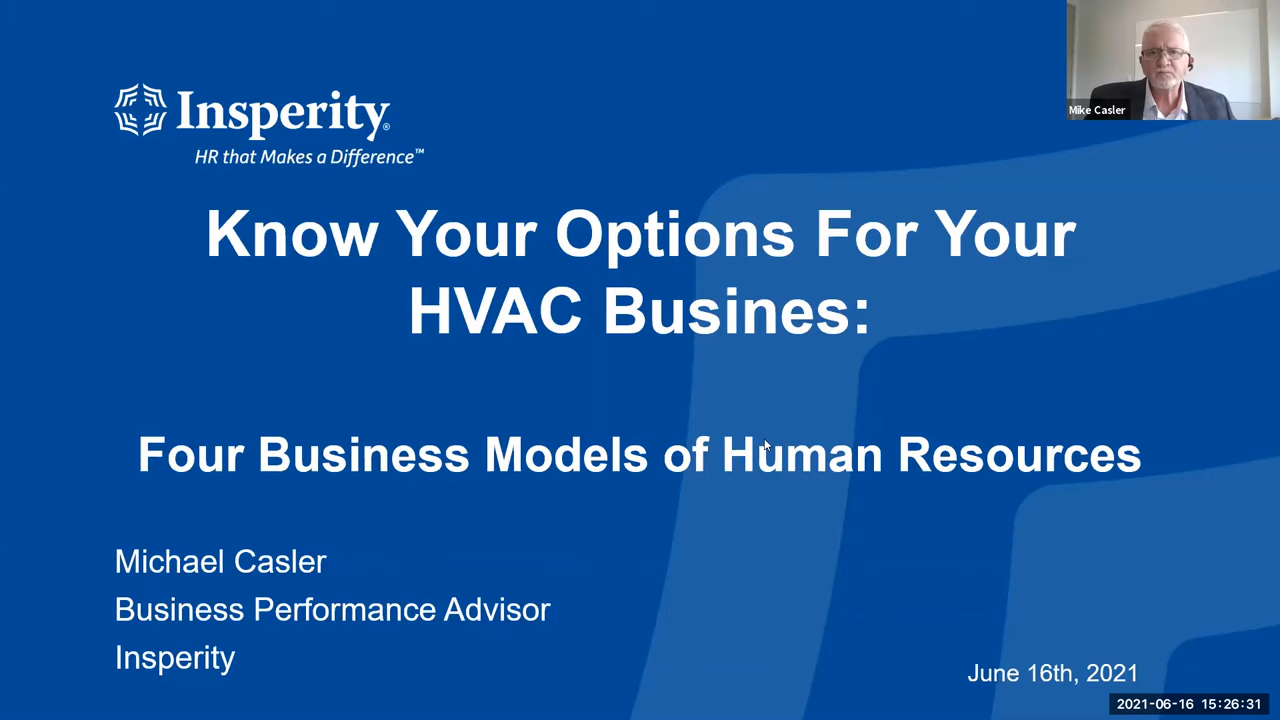 Insperity®
HR that Makes a Difference™
Mike Casler
Know Your Options For Your
HVAC Busines:
Four Business Models of Human Resources
Michael Casler
Business Performance Advisor
Insperity
June 16th, 2021
2021-06-16 15:26:31